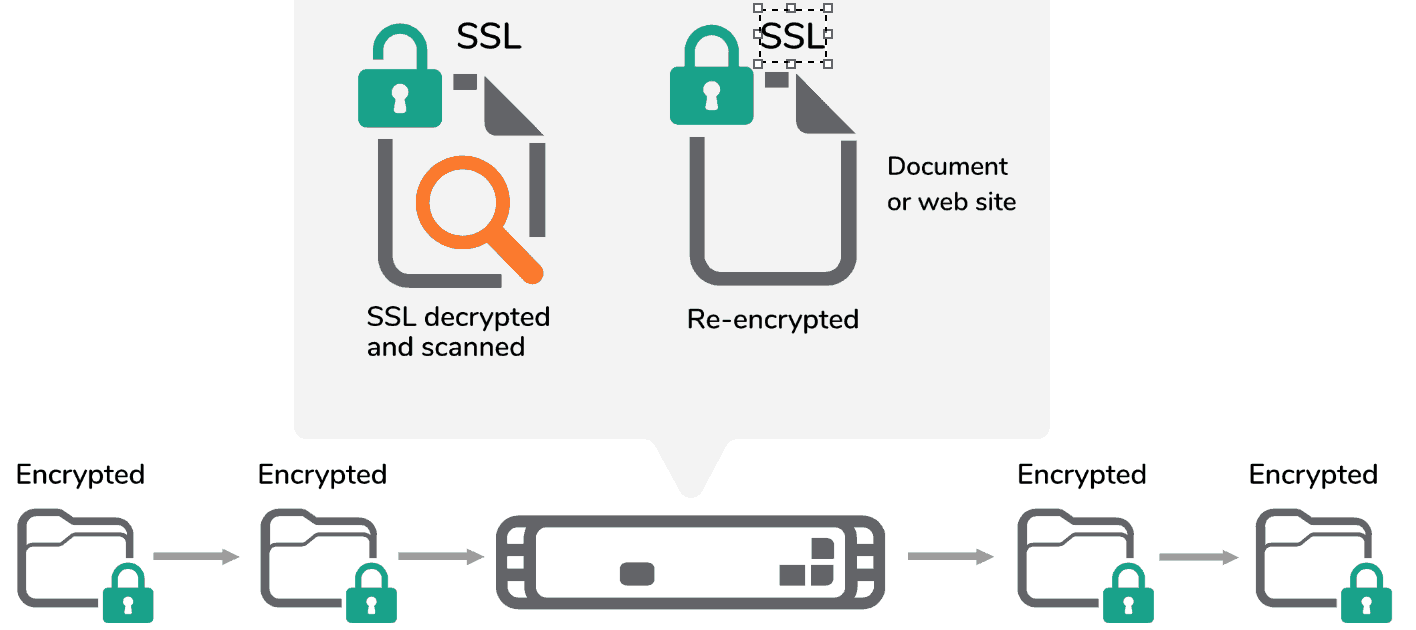 SSL
SSL
Document
or web site
SSL decrypted
and scanned
Re-encrypted
Encrypted
Encrypted
Encrypted
Encrypted